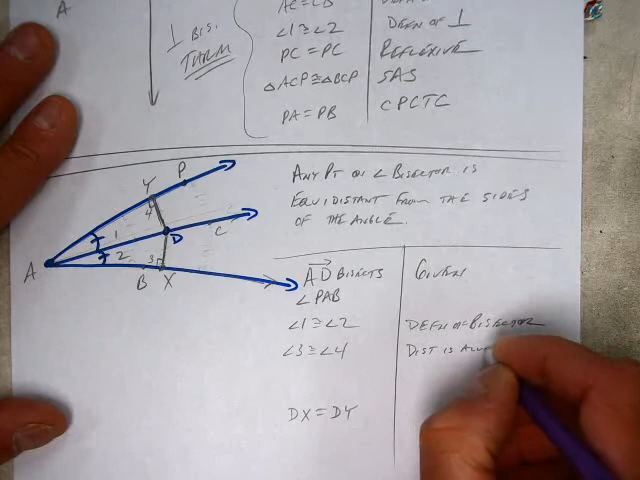 A
⊥ BIS.
THRM
AC = CB
∠1 ≅ ∠2
DEFN OF ⊥
PC = PC
REFLEXIVE
△ACP ≅ △BCP
SAS
PA = PB
CPCTC
ANY PT ON ∠ BISECTOR IS
EQUIDISTANT FROM THE SIDES
OF THE ANGLE.
P
Y
4
1
C
D
2
A
3
B X
AD BISECTS
GIVEN
∠PAB
∠1 ≅ ∠2
DEFN OF BISECTOR
∠3 ≅ ∠4
DIST IS
DX = DY